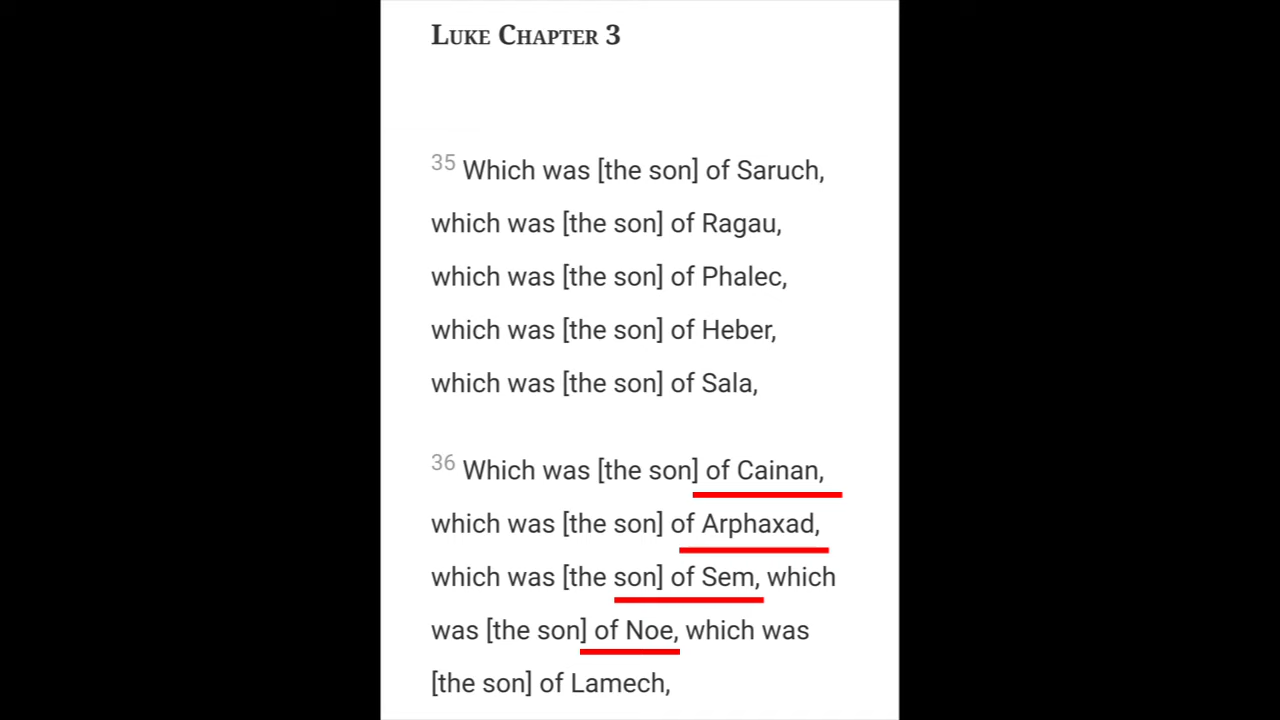 Luke Chapter 3
35 Which was [the son] of Saruch,
which was [the son] of Ragau,
which was [the son] of Phalec,
which was [the son] of Heber,
which was [the son] of Sala,
36 Which was [the son] of Cainan,
which was [the son] of Arphaxad,
which was [the son] of Sem, which
was [the son] of Noe, which was
[the son] of Lamech,